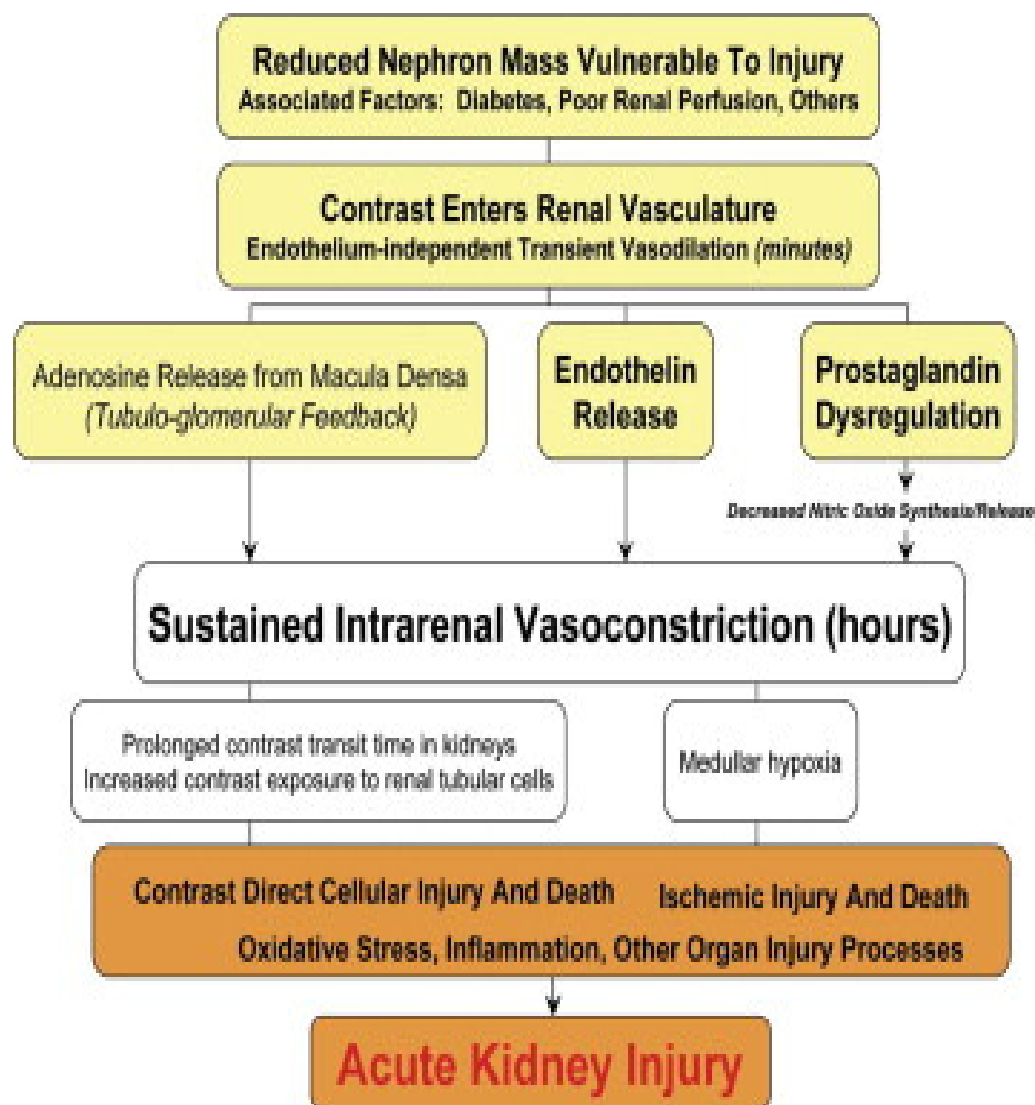 Reduced Nephron Mass Vulnerable To Injury
Associated Factors: Diabetes, Poor Renal Perfusion, Others
Contrast Enters Renal Vasculature
Endothelium-independent Transient Vasodilation (minutes)
Adenosine Release from Macula Densa
(Tubulo-glomerular Feedback)
Endothelin
Release
Prostaglandin
Dysregulation
Decreased Nitric Oxide Synthesis/Release
Sustained Intrarenal Vasoconstriction (hours)
Prolonged contrast transit time in kidneys
Increased contrast exposure to renal tubular cells
Medullar hypoxia
Contrast Direct Cellular Injury And Death
Ischemic Injury And Death
Oxidative Stress, Inflammation, Other Organ Injury Processes
Acute Kidney Injury